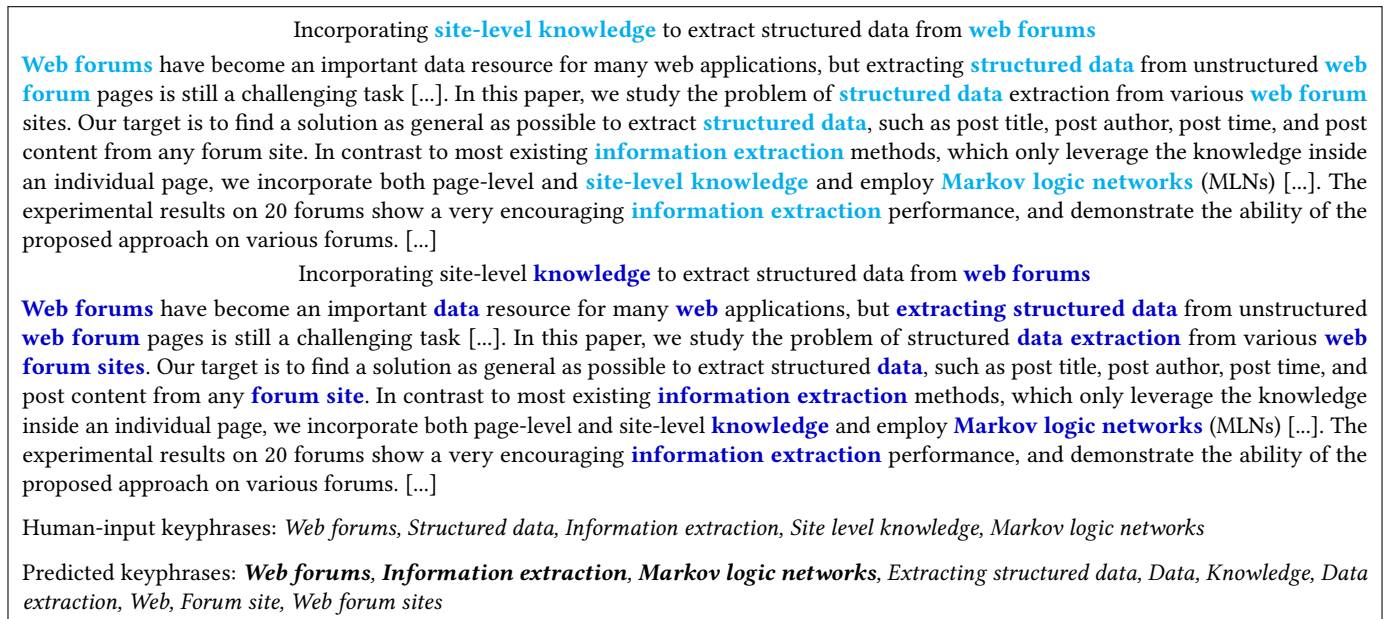 Incorporating site-level knowledge to extract structured data from web forums
Web forums have become an important data resource for many web applications, but extracting structured data from unstructured web
forum pages is still a challenging task [...]. In this paper, we study the problem of structured data extraction from various web forum
sites. Our target is to find a solution as general as possible to extract structured data, such as post title, post author, post time, and post
content from any forum site. In contrast to most existing information extraction methods, which only leverage the knowledge inside
an individual page, we incorporate both page-level and site-level knowledge and employ Markov logic networks (MLNs) [...]. The
experimental results on 20 forums show a very encouraging information extraction performance, and demonstrate the ability of the
proposed approach on various forums. [...]
Incorporating site-level knowledge to extract structured data from web forums
Web forums have become an important data resource for many web applications, but extracting structured data from unstructured
web forum pages is still a challenging task [...]. In this paper, we study the problem of structured data extraction from various web
forum sites. Our target is to find a solution as general as possible to extract structured data, such as post title, post author, post time, and
post content from any forum site. In contrast to most existing information extraction methods, which only leverage the knowledge
inside an individual page, we incorporate both page-level and site-level knowledge and employ Markov logic networks (MLNs) [...]. The
experimental results on 20 forums show a very encouraging information extraction performance, and demonstrate the ability of the
proposed approach on various forums. [...]
Human-input keyphrases: Web forums, Structured data, Information extraction, Site level knowledge, Markov logic networks
Predicted keyphrases: Web forums, Information extraction, Markov logic networks, Extracting structured data, Data, Knowledge, Data
extraction, Web, Forum site, Web forum sites